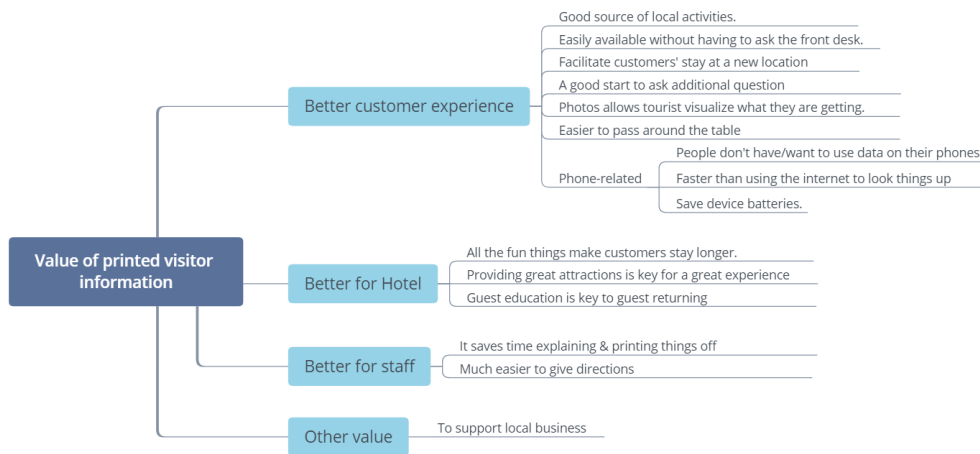 Value of printed visitor
information
Better customer experience
Good source of local activities.
Easily available without having to ask the front desk.
Facilitate customers' stay at a new location
A good start to ask additional question
Photos allows tourist visualize what they are getting.
Easier to pass around the table
Phone-related
People don't have/want to use data on their phones
Faster than using the internet to look things up
Save device batteries.
Better for Hotel
All the fun things make customers stay longer.
Providing great attractions is key for a great experience
Guest education is key to guest returning
Better for staff
It saves time explaining & printing things off
Much easier to give directions
Other value
To support local business